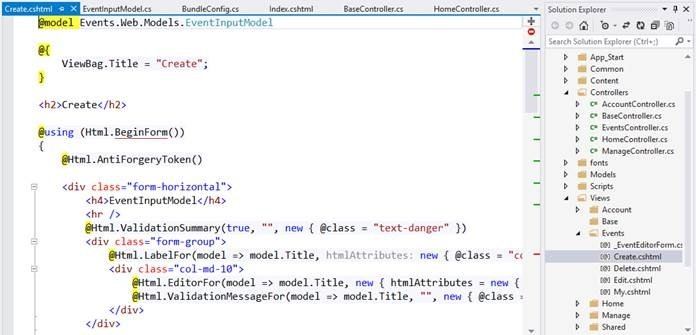 Create.cshtml EventInputModel.cs BundleConfig.cs Index.cshtml BaseController.cs HomeController.cs
@model Events.Web.Models.EventInputModel
@{
ViewBag.Title = "Create";
}
<h2>Create</h2>
@using (Html.BeginForm())
{
@Html.AntiForgeryToken()
<div class="form-horizontal">
<h4>EventInputModel</h4>
<hr />
@Html.ValidationSummary(true, "", new { @class = "text-danger" })
<div class="form-group">
@Html.LabelFor(model => model.Title, htmlAttributes: new { @class = "co
<div class="col-md-10">
@Html.EditorFor(model => model.Title, new { htmlAttributes = new {
@Html.ValidationMessageFor(model => model.Title, "", new { @class =
</div>
</div>
Solution Explorer
Search Solution Explorer (Ctrl+;)
App_Start
Common
Content
Controllers
C# AccountController.cs
C# BaseController.cs
C# EventsController.cs
C# HomeController.cs
C# ManageController.cs
fonts
Models
Scripts
Views
Account
Base
Events
_EventEditorForm.cs
Create.cshtml
Delete.cshtml
Edit.cshtml
My.cshtml
Home
Manage
Shared